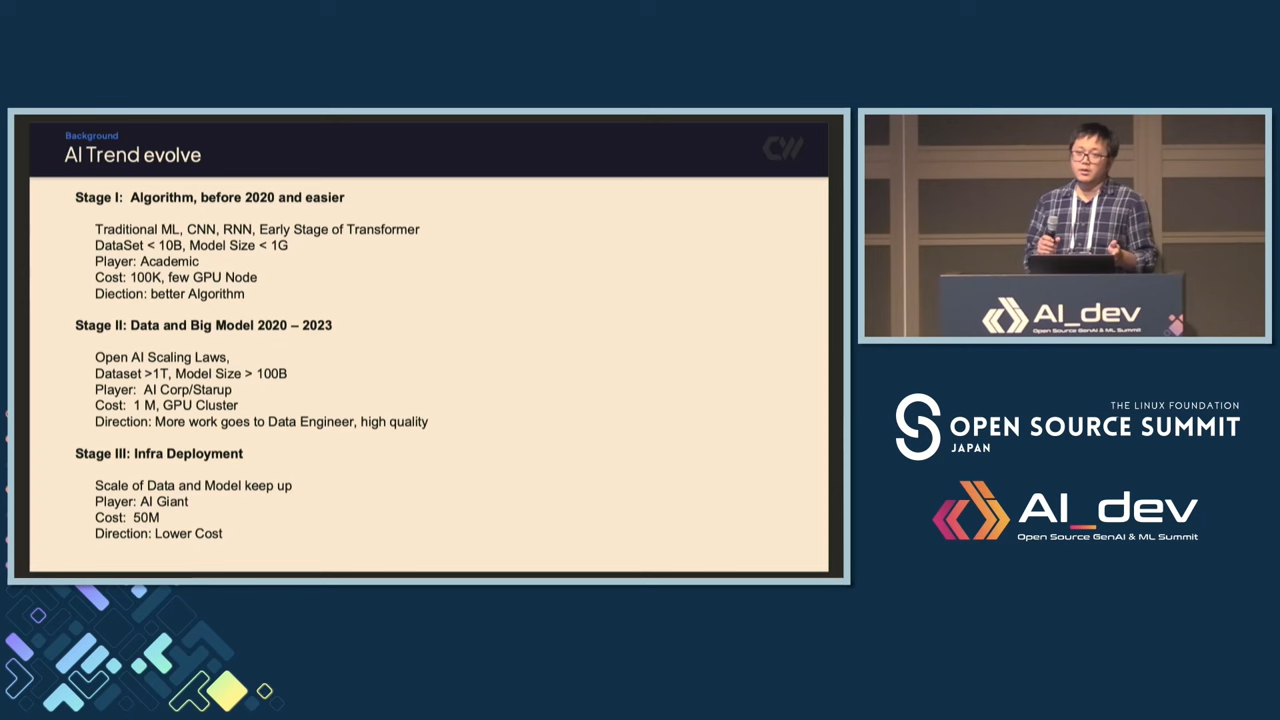 Background
AI Trend evolve
CW
Stage I: Algorithm, before 2020 and easier
Traditional ML, CNN, RNN, Early Stage of Transformer
DataSet < 10B, Model Size < 1G
Player: Academic
Cost: 100K, few GPU Node
Diection: better Algorithm
Stage II: Data and Big Model 2020 – 2023
Open AI Scaling Laws,
Dataset >1T, Model Size > 100B
Player: AI Corp/Starup
Cost: 1 M, GPU Cluster
Direction: More work goes to Data Engineer, high quality
Stage III: Infra Deployment
Scale of Data and Model keep up
Player: AI Giant
Cost: 50M
Direction: Lower Cost
AI_dev
Open Source GenAI & ML Summit
THE LINUX FOUNDATION
OPEN SOURCE SUMMIT
JAPAN
AI_dev
Open Source GenAI & ML Summit